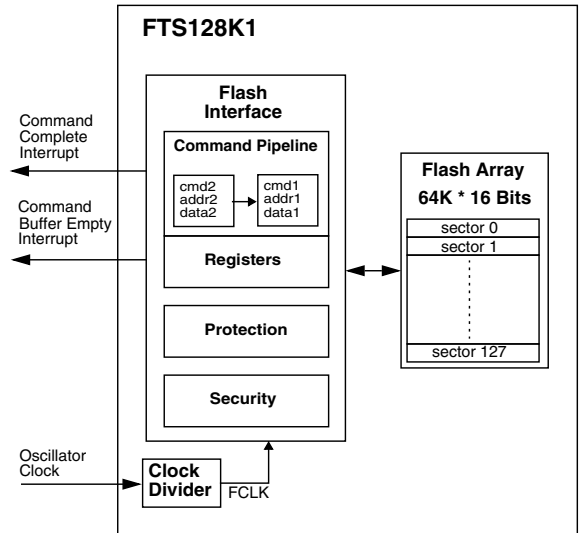 FTS128K1
Flash
Interface
Command
Complete
Interrupt
Command Pipeline
cmd2
addr2
data2
cmd1
addr1
data1
Flash Array
64K * 16 Bits
sector 0
sector 1
sector 127
Command
Buffer Empty
Interrupt
Registers
Protection
Security
Oscillator
Clock
Clock
Divider
FCLK